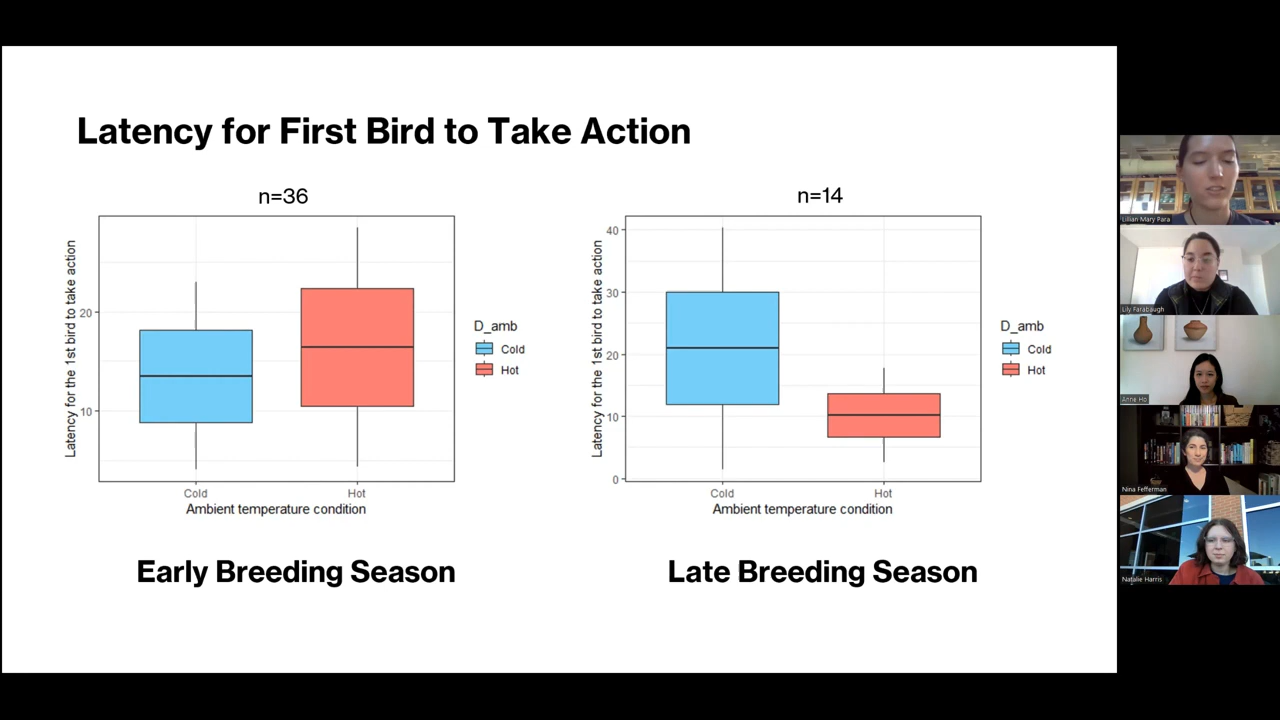 Latency for First Bird to Take Action
n=36
Latency for the 1st bird to take action
20
10
Cold
Hot
Ambient temperature condition
D_amb
Cold
Hot
Early Breeding Season
n=14
Latency for the 1st bird to take action
40
30
20
10
0
Cold
Hot
Ambient temperature condition
D_amb
Cold
Hot
Late Breeding Season
Lillian Mary Para
Lily Farabaugh
Anne Ho
Nina Fefferman
Natalie Harris